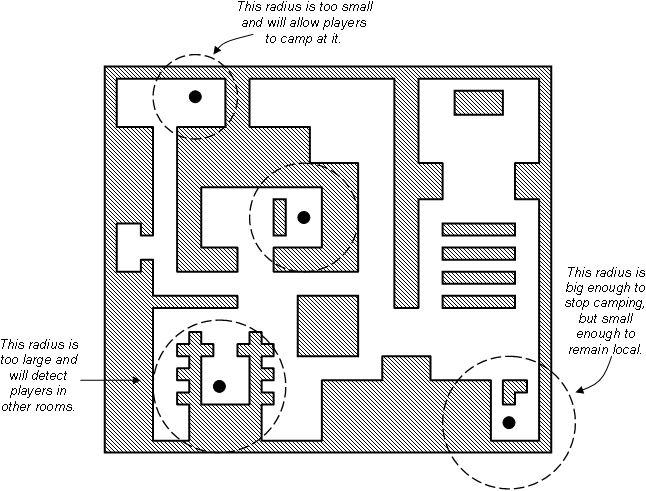 This radius is too small
and will allow players
to camp at it.
This radius is
big enough to
stop camping,
but small
enough to
remain local.
This radius is
too large and
will detect
players in
other rooms.